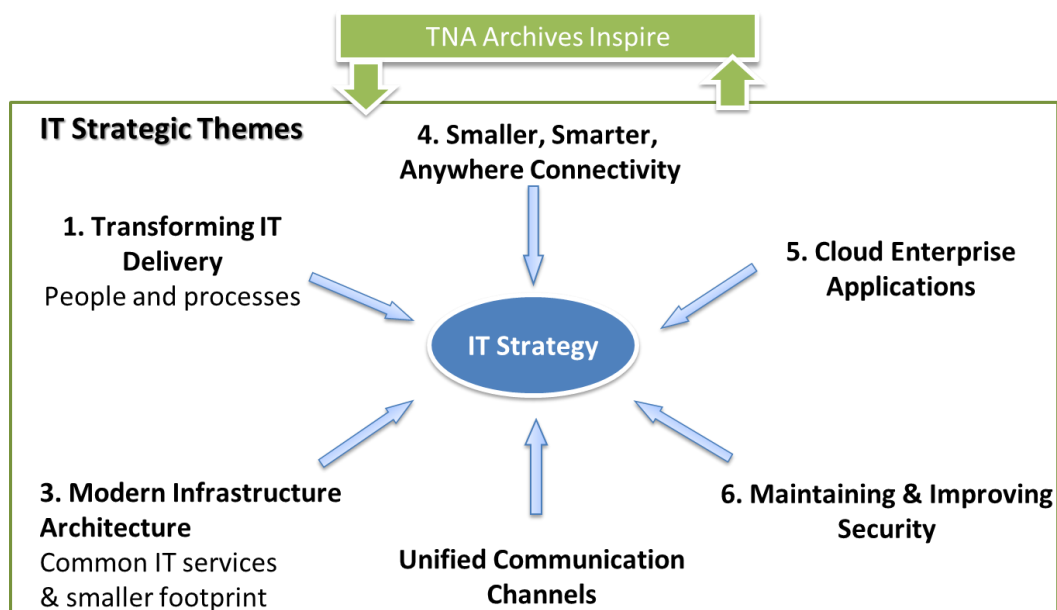 TNA Archives Inspire
IT Strategic Themes
4. Smaller, Smarter,
Anywhere Connectivity
1. Transforming IT
Delivery
People and processes
5. Cloud Enterprise
Applications
IT Strategy
3. Modern Infrastructure
Architecture
Common IT services
& smaller footprint
Unified Communication
Channels
6. Maintaining & Improving
Security